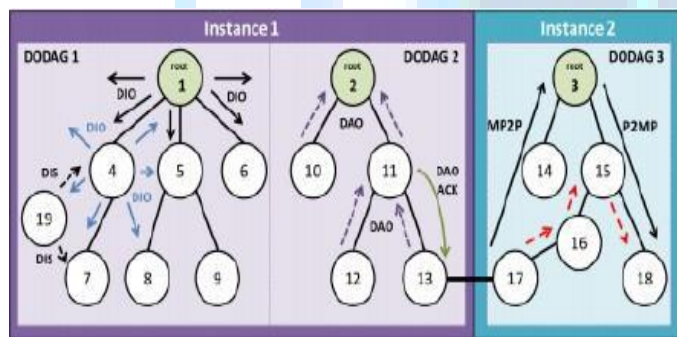 Instance 1
Instance 2
DODAG 1
DODAG 2
DODAG 3
root
1
root
2
root
3
DIO
DIO
DIO
DAO
MP2P
P2MP
DIS
4
5
6
10
11
14
15
DAO
ACK
19
DIO
DAO
16
DIS
7
8
9
12
13
17
18